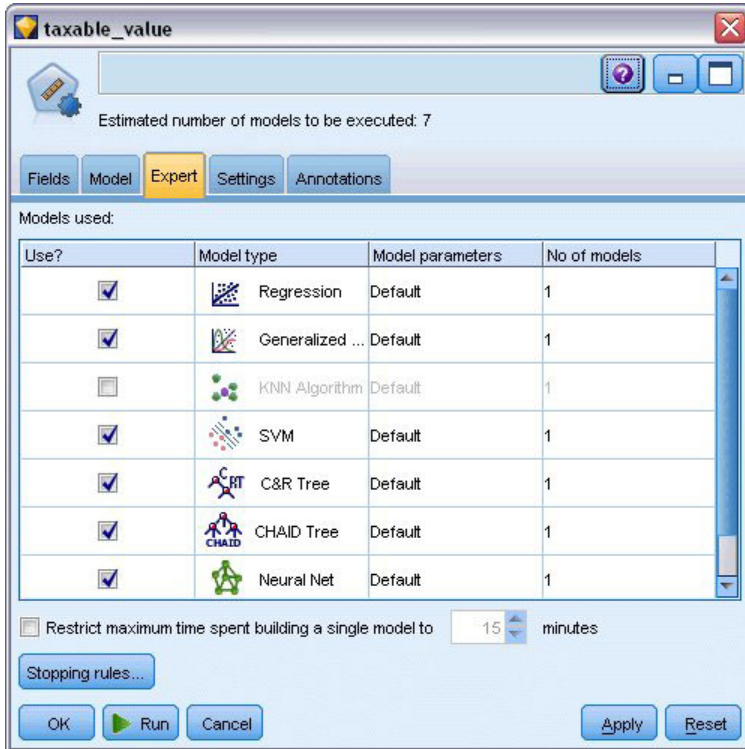 taxable_value
?
Estimated number of models to be executed: 7
Fields Model Expert Settings Annotations
Models used:
Use? Model type Model parameters No of models
Regression Default 1
Generalized ... Default 1
KNN Algorithm Default 1
SVM Default 1
C&RT C&R Tree Default 1
CHAID CHAID Tree Default 1
Neural Net Default 1
Restrict maximum time spent building a single model to 15 minutes
Stopping rules...
OK Run Cancel Apply Reset